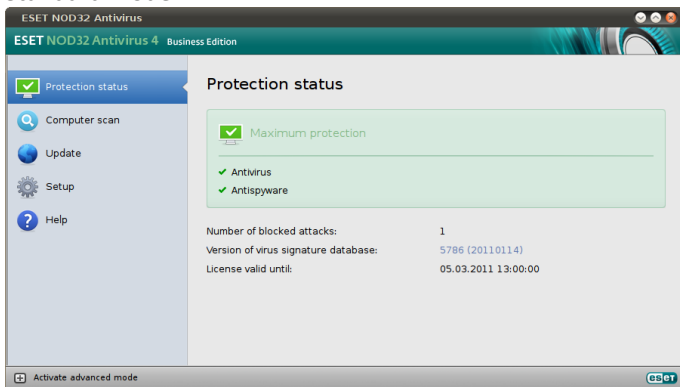 ESET NOD32 Antivirus
ESET NOD32 Antivirus 4 Business Edition
Protection status
Computer scan
Update
Setup
Help
Protection status
Maximum protection
Antivirus
Antispyware
Number of blocked attacks: 1
Version of virus signature database: 5786 (20110114)
License valid until: 05.03.2011 13:00:00
Activate advanced mode
eset